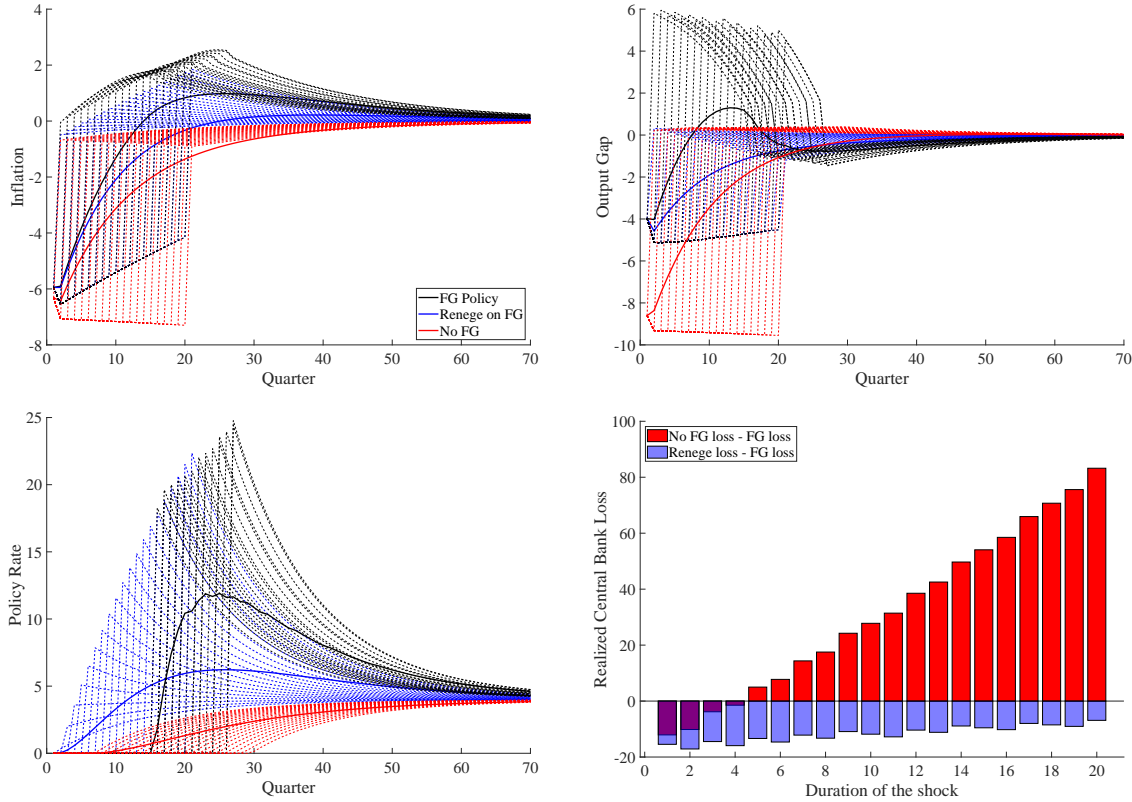 4
2
0
-2
-4
-6
-8
Inflation
FG Policy
Renege on FG
No FG
0 10 20 30 40 50 60 70
Quarter
6
4
2
0
-2
-4
-6
-8
-10
Output Gap
0 10 20 30 40 50 60 70
Quarter
25
20
15
10
5
0
Policy Rate
0 10 20 30 40 50 60 70
Quarter
100
80
60
40
20
0
-20
Realized Central Bank Loss
No FG loss - FG loss
Renege loss - FG loss
0 2 4 6 8 10 12 14 16 18 20
Duration of the shock